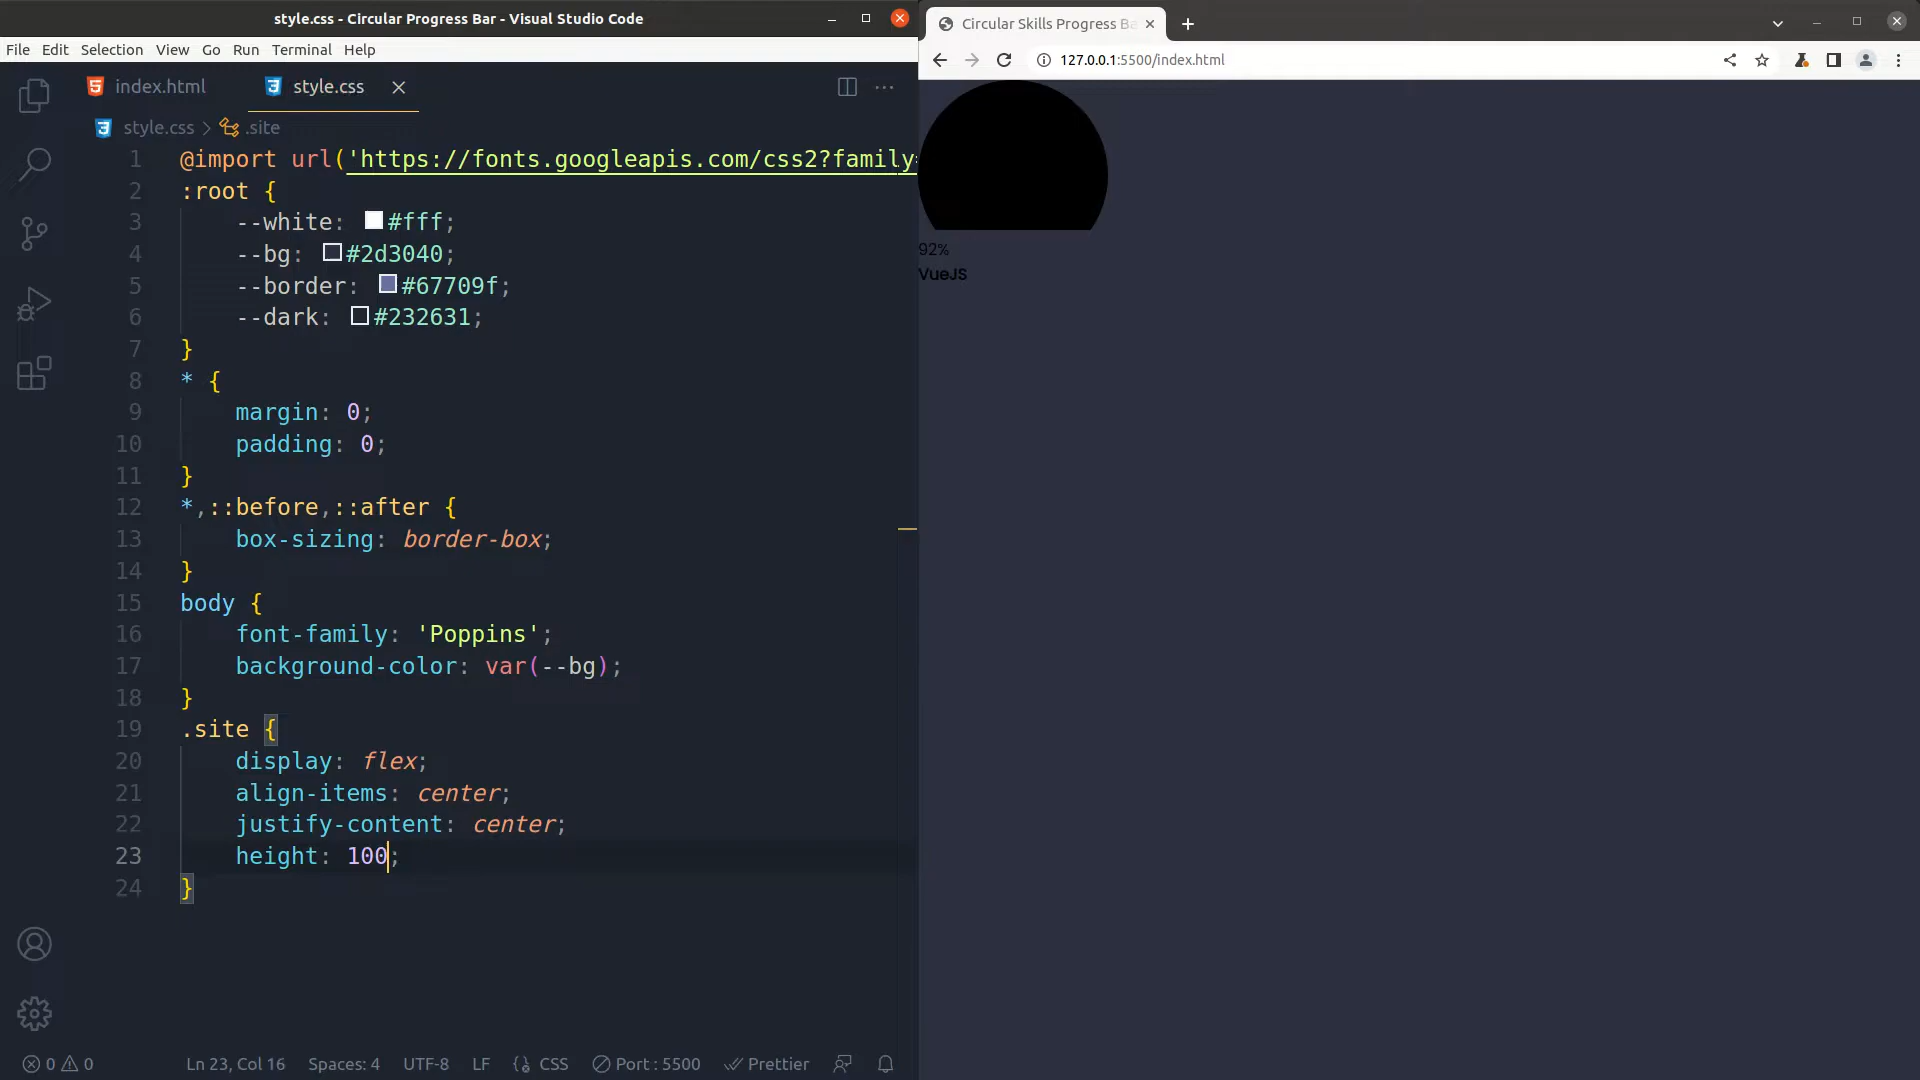 style.css - Circular Progress Bar - Visual Studio Code
File Edit Selection View Go Run Terminal Help
index.html
style.css
style.css > .site
1 @import url('https://fonts.googleapis.com/css2?family=
2 :root {
3 --white: #fff;
4 --bg: #2d3040;
5 --border: #67709f;
6 --dark: #232631;
7 }
8 * {
9 margin: 0;
10 padding: 0;
11 }
12 *,::before,::after {
13 box-sizing: border-box;
14 }
15 body {
16 font-family: 'Poppins';
17 background-color: var(--bg);
18 }
19 .site {
20 display: flex;
21 align-items: center;
22 justify-content: center;
23 height: 100;
24 }
0 0 Ln 23, Col 16 Spaces: 4 UTF-8 LF CSS Port : 5500 Prettier
Circular Skills Progress Ba
127.0.0.1:5500/index.html
92%
VueJS